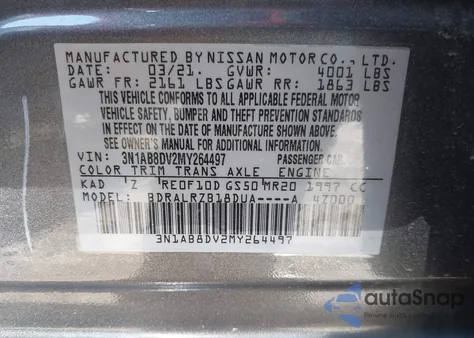 MANUFACTURED BY NISSAN MOTOR CO., LTD.
DATE: 03/21. GVWR: 4001 LBS
GAWR FR: 2161 LBS GAWR RR: 1863 LBS
THIS VEHICLE CONFORMS TO ALL APPLICABLE FEDERAL MOTOR
VEHICLE SAFETY, BUMPER AND THEFT PREVENTION STANDARDS
IN EFFECT ON THE DATE OF MANUFACTURE SHOWN ABOVE.
SEE OWNER'S MANUAL FOR ADDITIONAL INFORMATION.
VIN: 3N1AB8DV2MY264497 PASSENGER CAR
COLOR TRIM TRANS AXLE ENGINE
KAD Z RE0F10D GS50 MR20 1997 CC
MODEL: BDRALRZB18DUA----A 4Z000
3N1AB8DV2MY264497
autoSnap